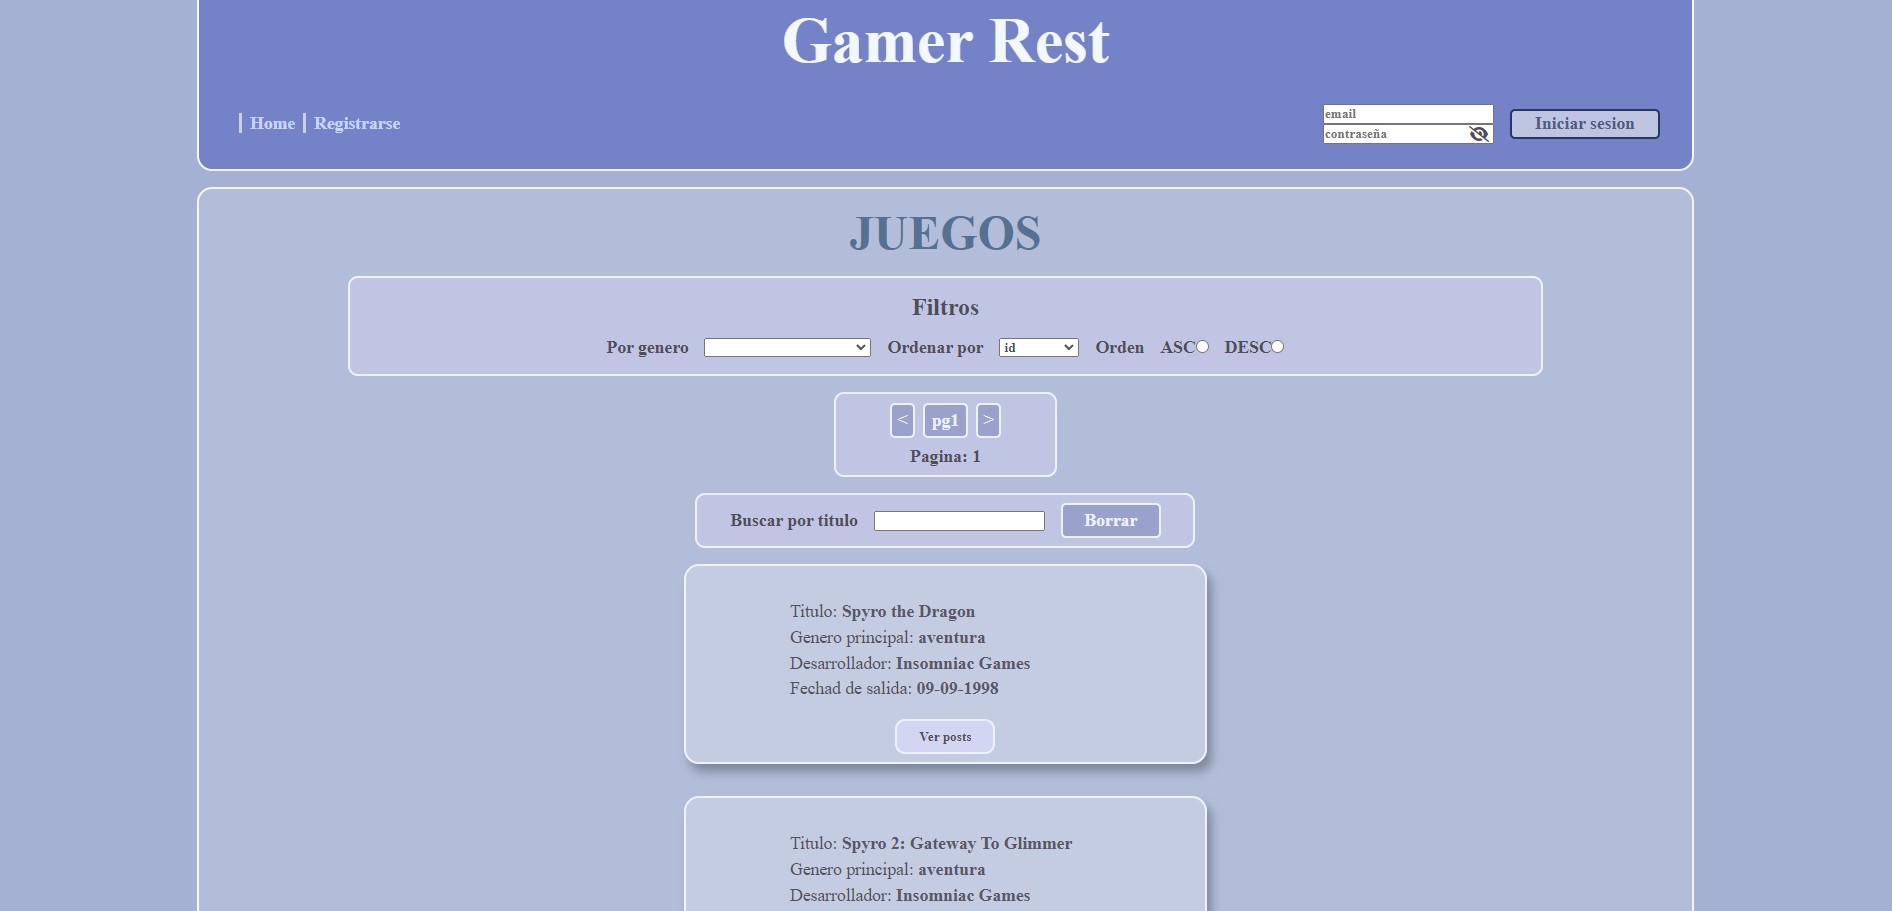 Gamer Rest
Home Registrarse
email
contraseña
Iniciar sesion
JUEGOS
Filtros
Por genero Ordenar por id Orden ASC DESC
< pg1 >
Pagina: 1
Buscar por titulo Borrar
Titulo: Spyro the Dragon
Genero principal: aventura
Desarrollador: Insomniac Games
Fechad de salida: 09-09-1998
Ver posts
Titulo: Spyro 2: Gateway To Glimmer
Genero principal: aventura
Desarrollador: Insomniac Games